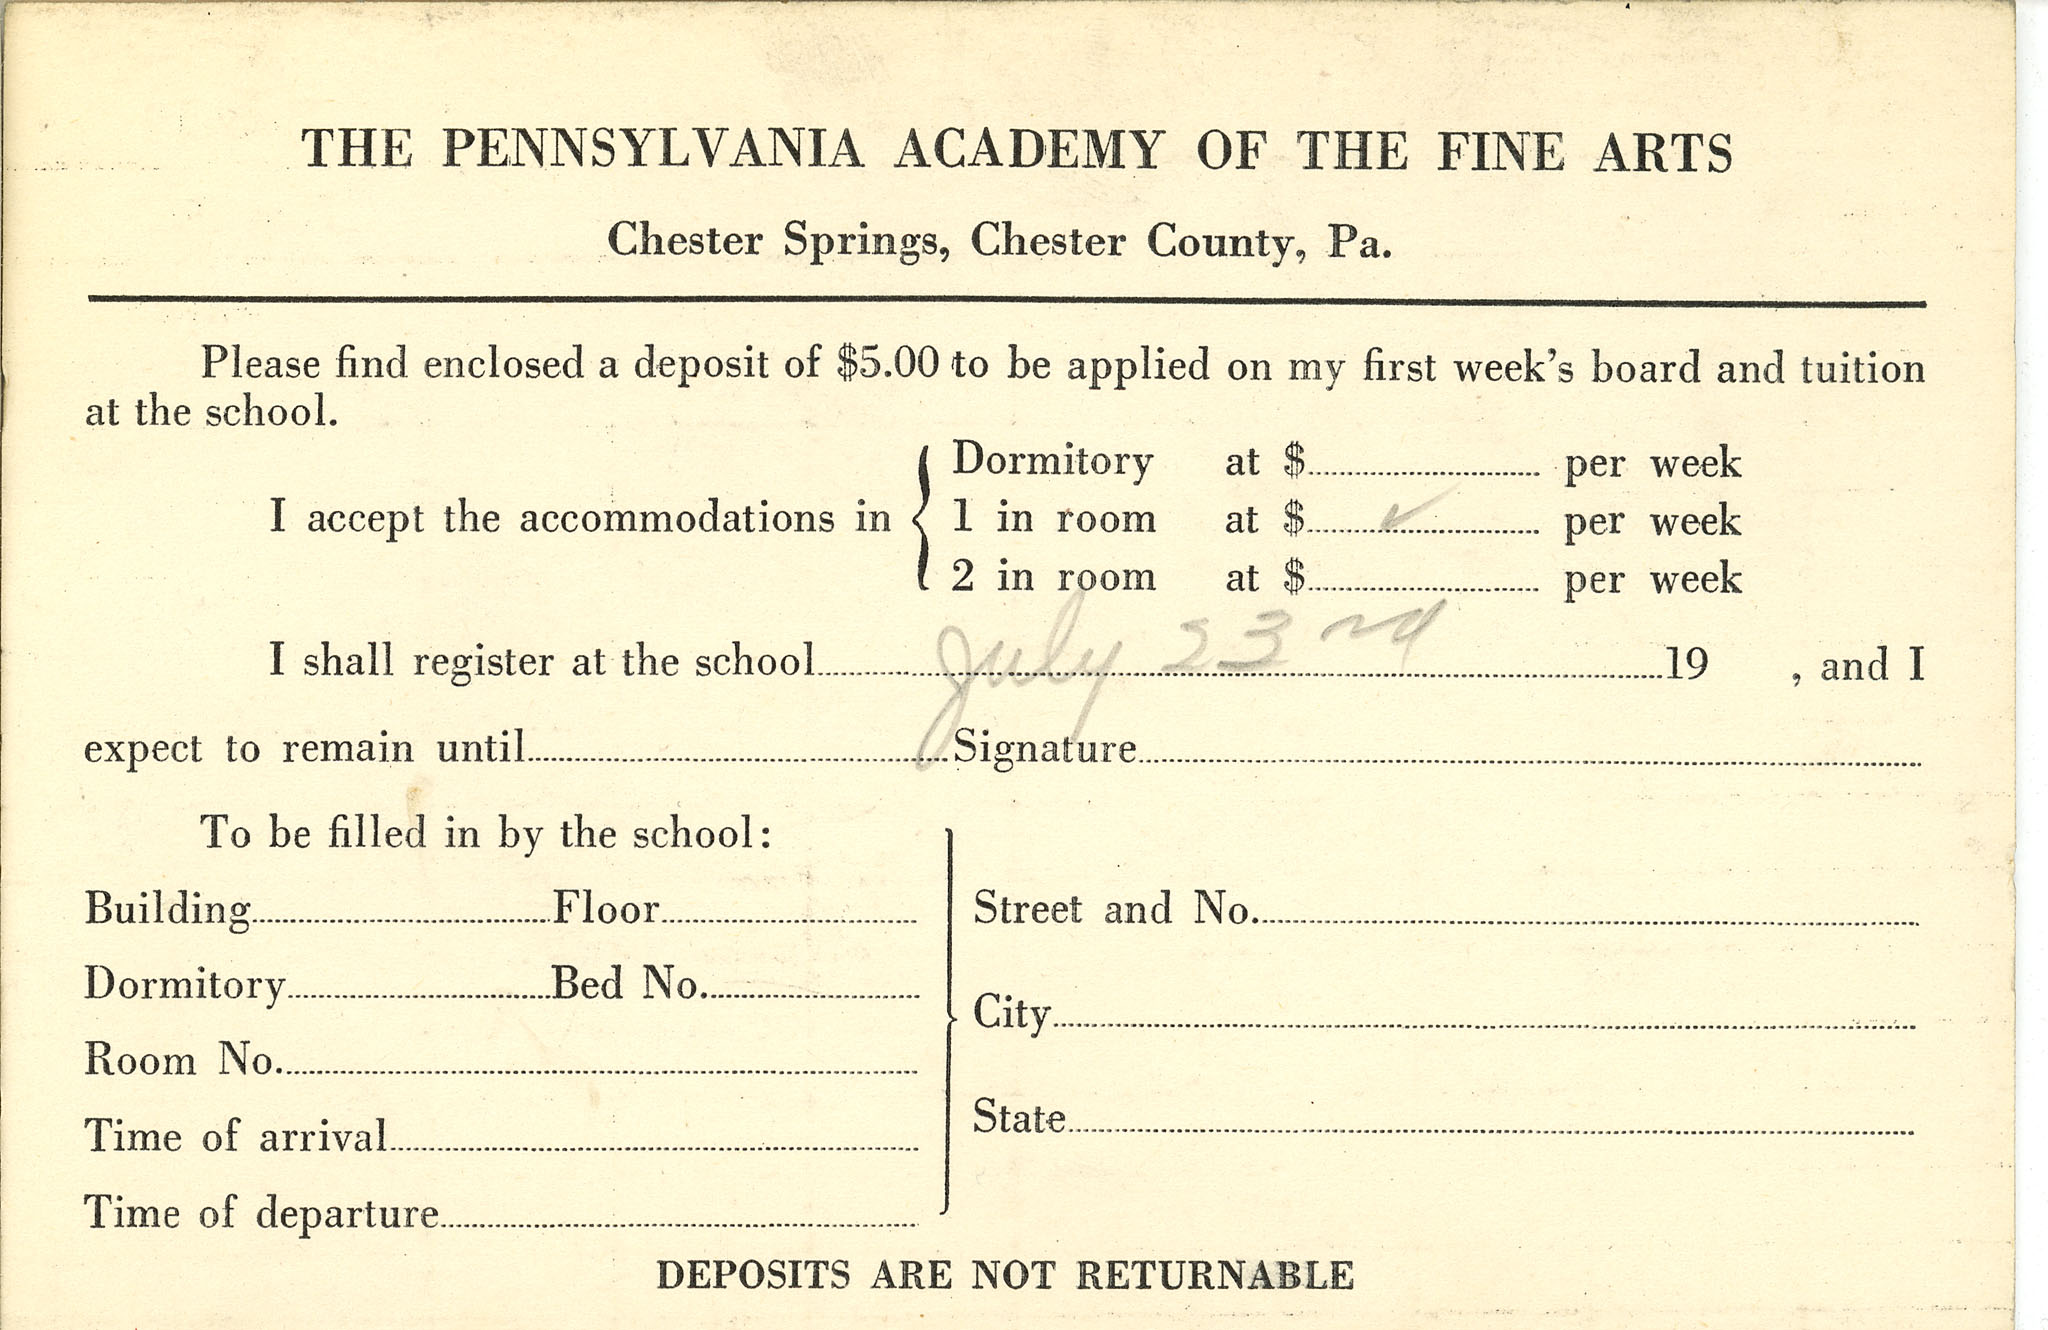 THE PENNSYLVANIA ACADEMY OF THE FINE ARTS
Chester Springs, Chester County, Pa.
Please find enclosed a deposit of $5.00 to be applied on my first week's board and tuition
at the school.
Dormitory at $ per week
I accept the accommodations in { 1 in room at $ ✓ per week
2 in room at $ per week
I shall register at the school July 23rd 19 , and I
expect to remain until Signature
To be filled in by the school:
Building Floor
Street and No.
Dormitory Bed No.
City
Room No.
State
Time of arrival
Time of departure
DEPOSITS ARE NOT RETURNABLE